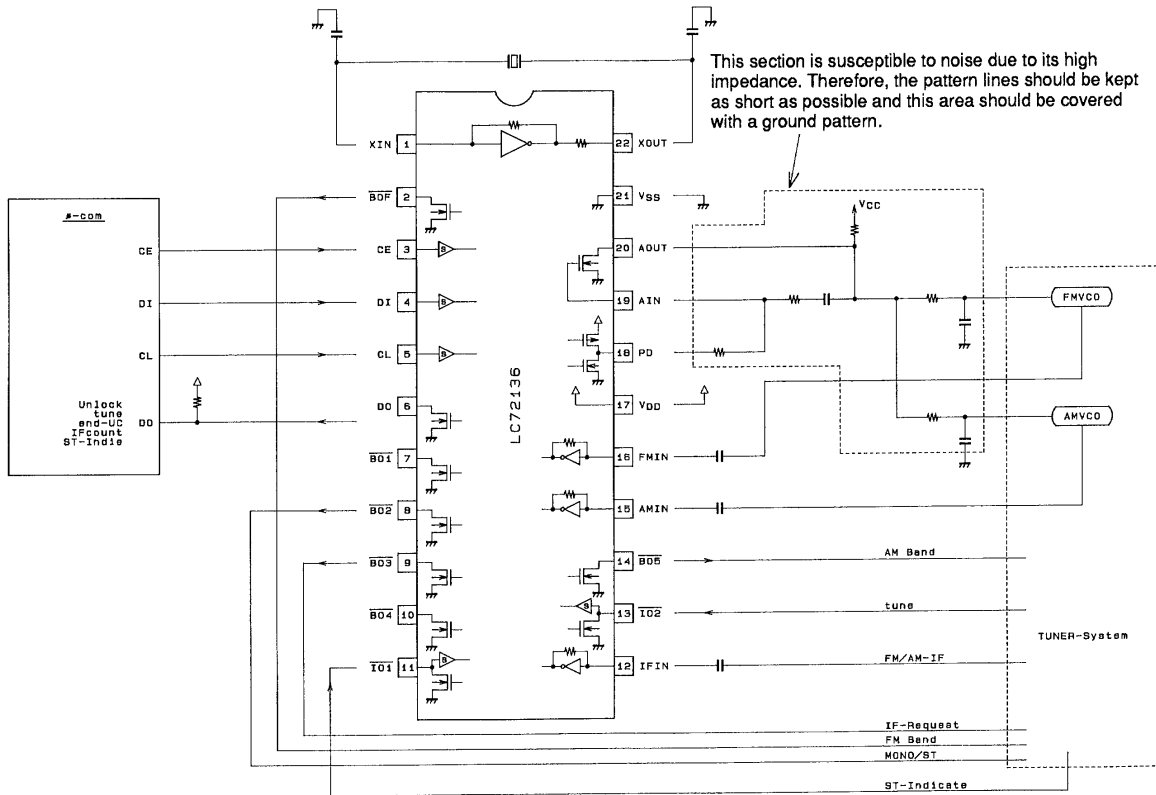 This section is susceptible to noise due to its high
impedance. Therefore, the pattern lines should be kept
as short as possible and this area should be covered
with a ground pattern.
XIN 1
22 XOUT
BOF 2
21 VSS
μ-com
CE
CE 3 S
20 AOUT
VCC
DI
DI 4 S
19 AIN
FMVCO
CL
CL 5 S
18 PD
LC72136
17 VDD
Unlock
tune
end-UC
IFcount
ST-Indie
DO
DO 6
AMVCO
BO1 7
16 FMIN
BO2 8
15 AMIN
BO3 9
14 BO5
AM Band
BO4 10
S 13 IO2
tune
TUNER-System
IO1 11 S
12 IFIN
FM/AM-IF
IF-Request
FM Band
MONO/ST
ST-Indicate